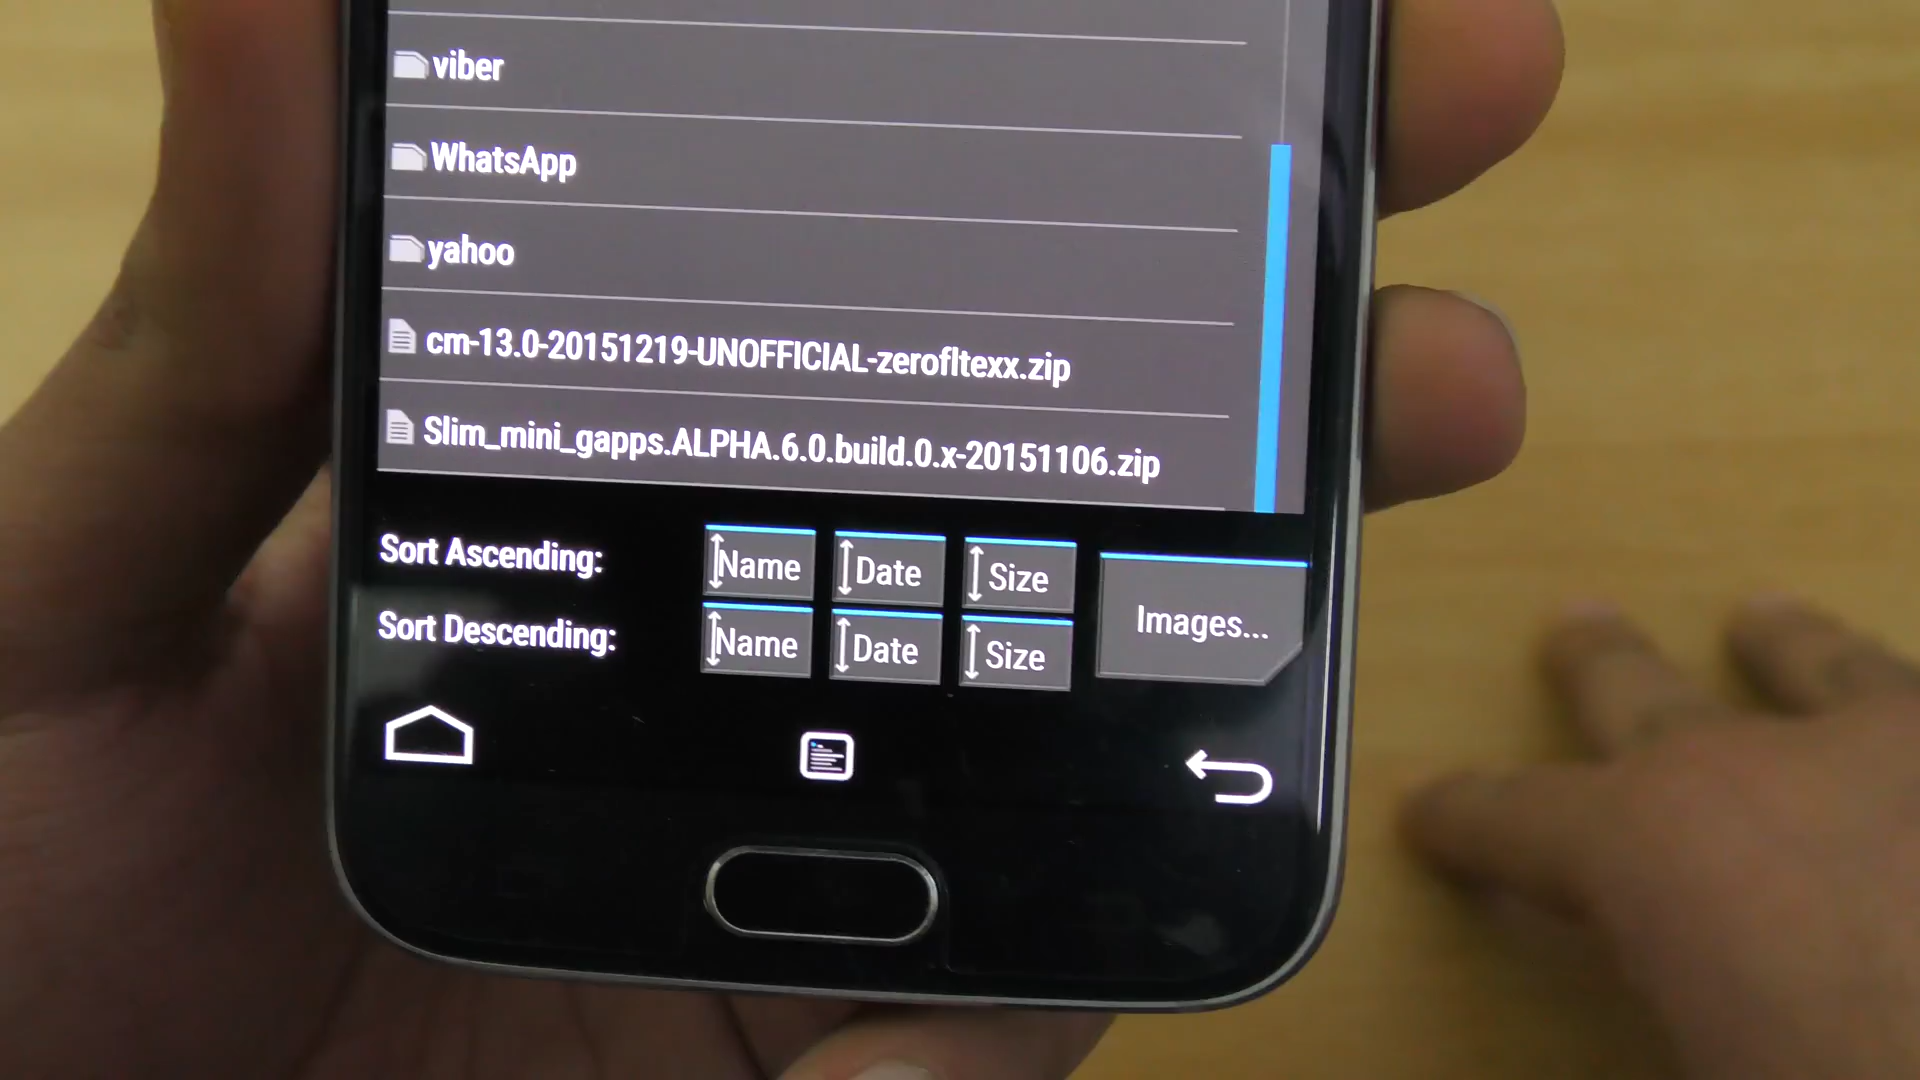 viber
WhatsApp
yahoo
cm-13.0-20151219-UNOFFICIAL-zerofltexx.zip
Slim_mini_gapps.ALPHA.6.0.build.0.x-20151106.zip
Sort Ascending: Name Date Size
Images...
Sort Descending: Name Date Size